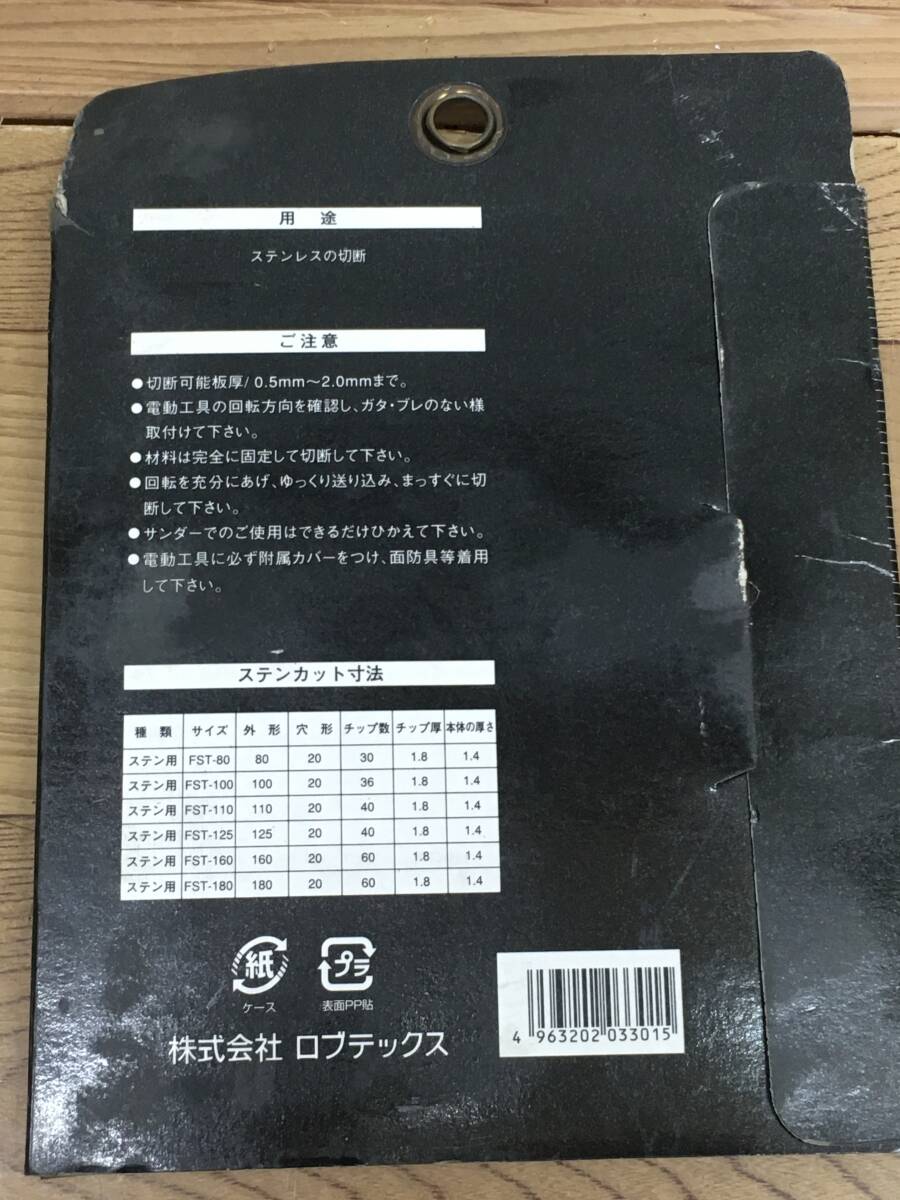 用 途
ステンレスの切断
ご注意
●切断可能板厚/0.5mm～2.0mmまで。
●電動工具の回転方向を確認し、ガタ・ブレのない様
取付けて下さい。
●材料は完全に固定して切断して下さい。
●回転を充分にあげ、ゆっくり送り込み、まっすぐに切
断して下さい。
●サンダーでのご使用はできるだけひかえて下さい。
●電動工具に必ず附属カバーをつけ、面防具等着用
して下さい。
ステンカット寸法
種 類 サイズ 外 形 穴 形 チップ数 チップ厚 本体の厚さ
ステン用 FST-80 80 20 30 1.8 1.4
ステン用 FST-100 100 20 36 1.8 1.4
ステン用 FST-110 110 20 40 1.8 1.4
ステン用 FST-125 125 20 40 1.8 1.4
ステン用 FST-160 160 20 60 1.8 1.4
ステン用 FST-180 180 20 60 1.8 1.4
紙 プラ
ケース 表面PP貼
株式会社 ロブテックス
4 963202 033015